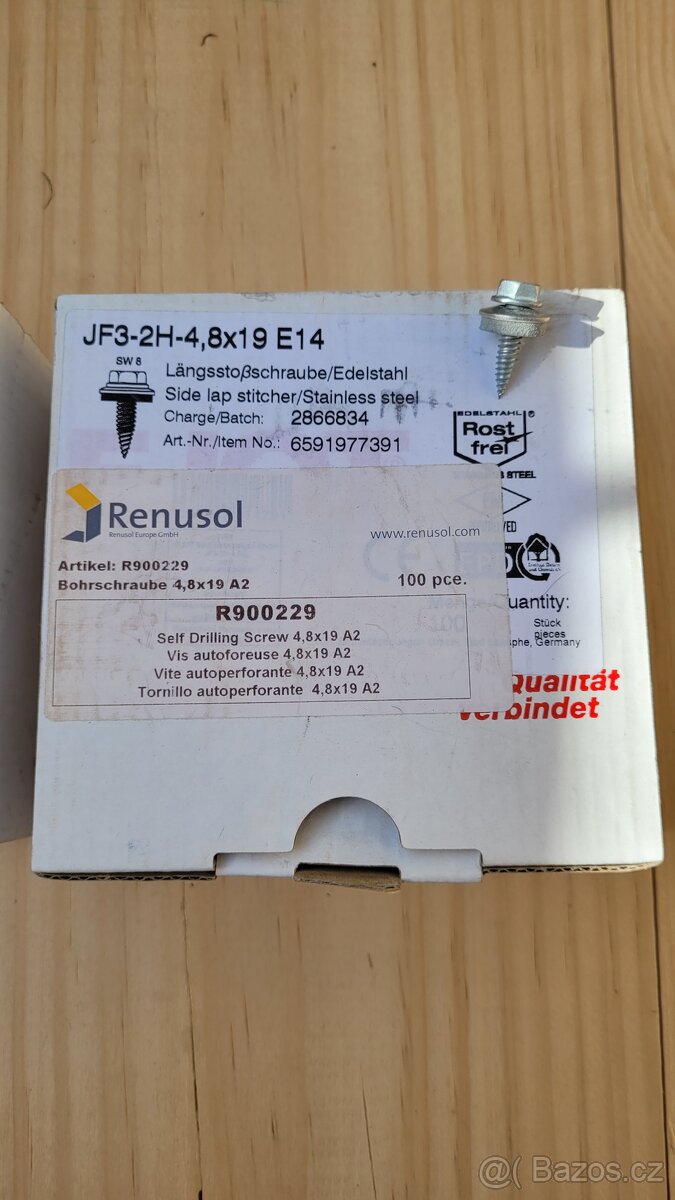 JF3-2H-4,8x19 E14
SW 8
Längsstoßschraube/Edelstahl
Side lap stitcher/Stainless steel
Charge/Batch: 2866834
Art.-Nr./Item No.: 6591977391
EDELSTAHL ®
Rost
frei
STEEL
Renusol
Renusol Europe GmbH
www.renusol.com
Artikel: R900229
Bohrschraube 4,8x19 A2
100 pce.
R900229
Self Drilling Screw 4,8x19 A2
Vis autoforeuse 4,8x19 A2
Vite autoperforante 4,8x19 A2
Tornillo autoperforante 4,8x19 A2
Quantity:
100
Stück
pieces
Germany
Qualität
verbindet
@( Bazos.cz